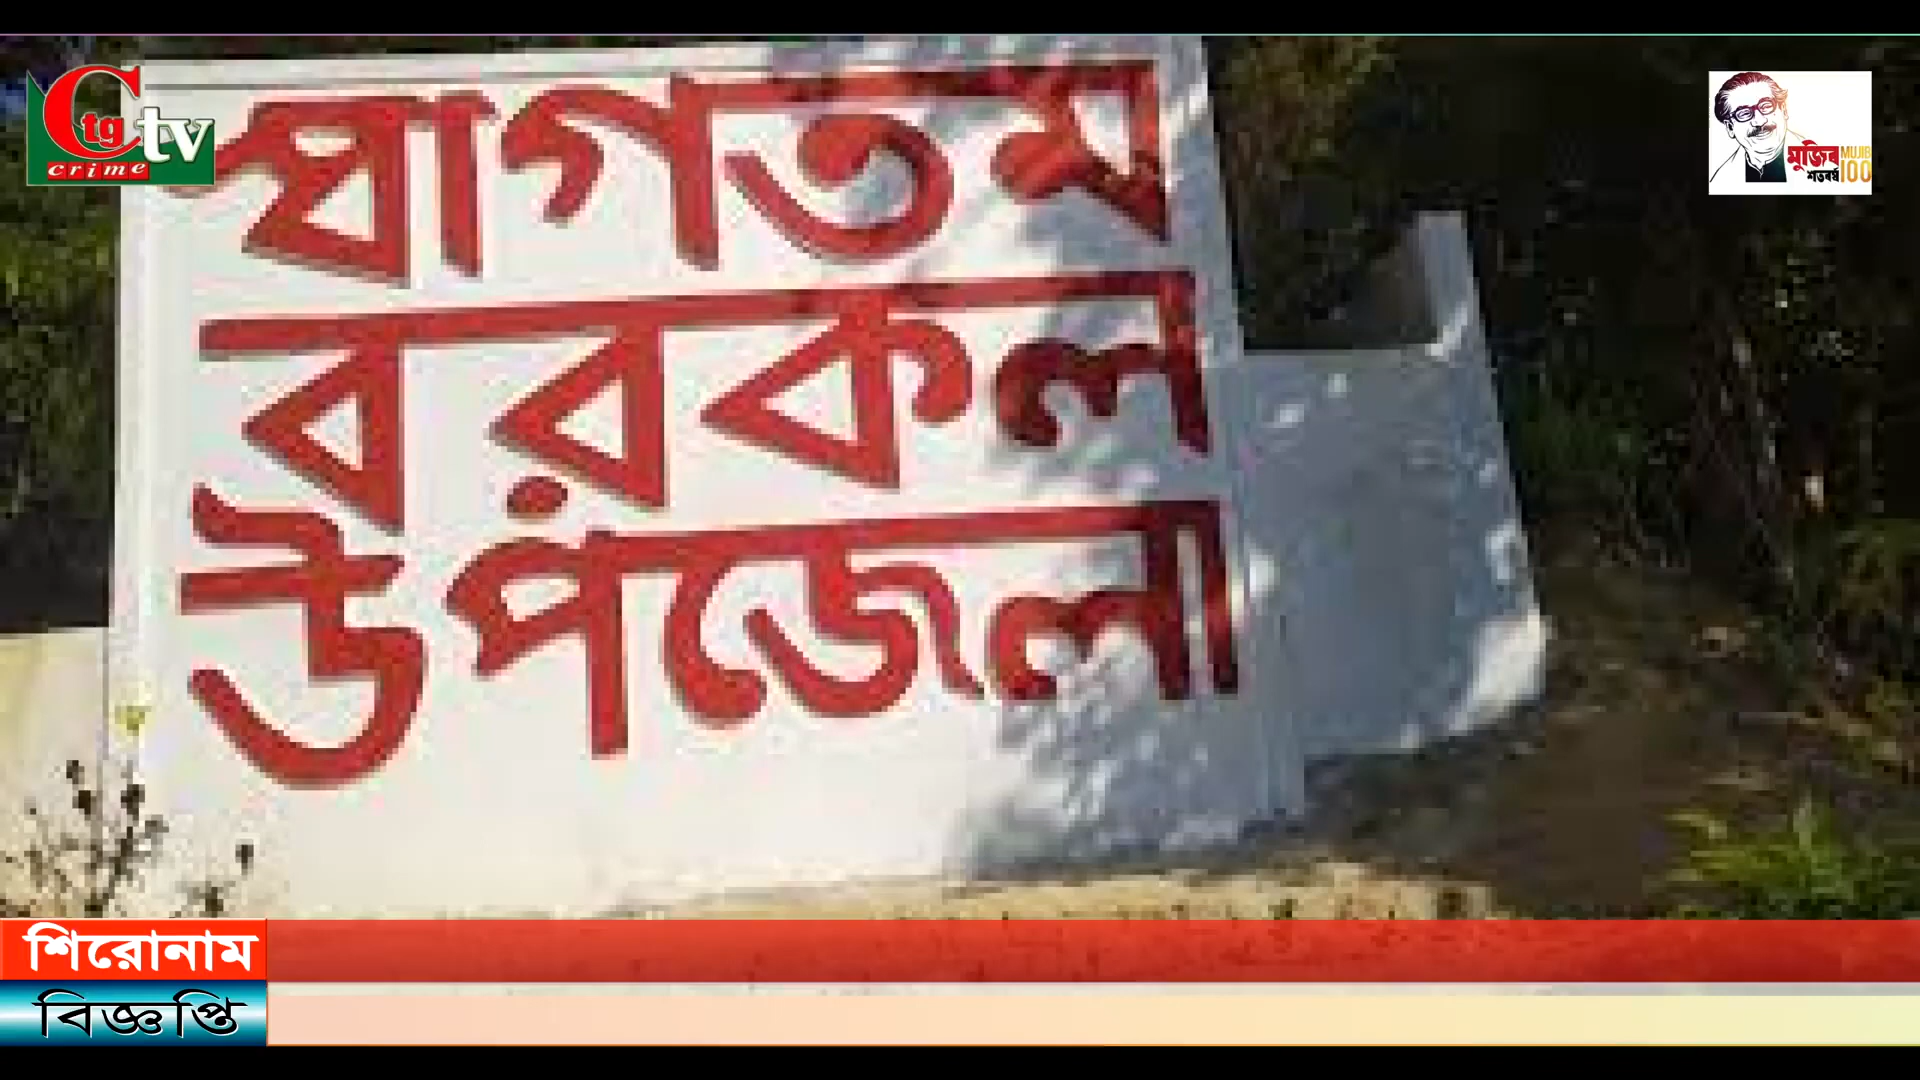 Ctg tv
crime
স্বাগতম
বরকল
উপজেলা
মুজিব MUJIB
শতবর্ষ 100
শিরোনাম
বিজ্ঞপ্তি